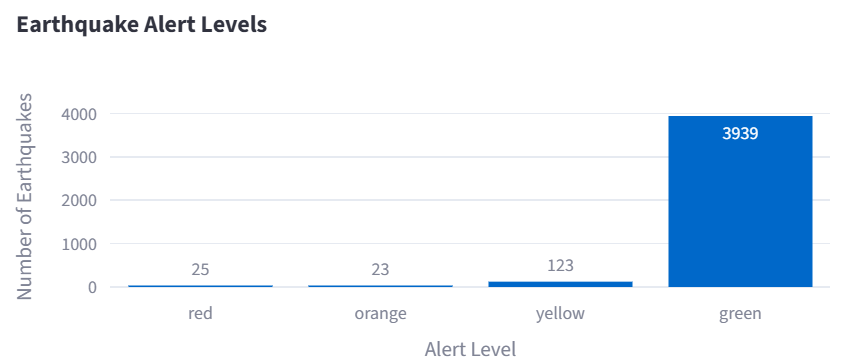 Earthquake Alert Levels
Number of Earthquakes
4000
3000
2000
1000
0
25
23
123
3939
red
orange
yellow
green
Alert Level